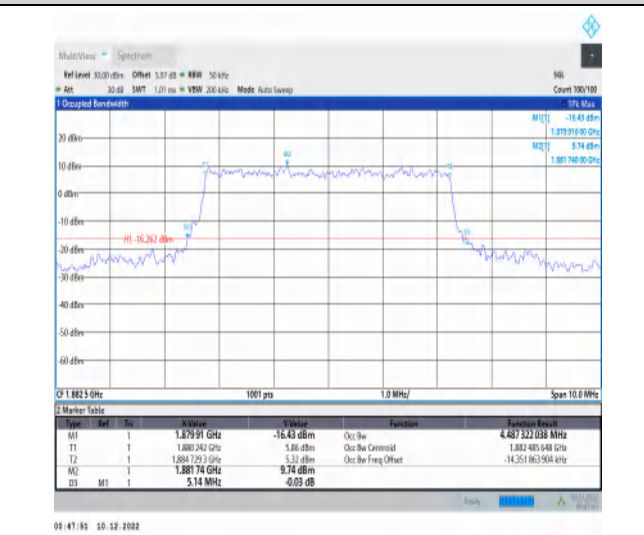 MultiView Spectrum
Ref Level 30.00 dBm Offset 5.57 dB RBW 50 kHz SGL
Att 30 dB SWT 1.01 ms VBW 200 kHz Mode Auto Sweep Count 100/100
1 Occupied Bandwidth 1Pk Max
M1[1] -16.43 dBm
1.879 910 00 GHz
M2[1] 9.74 dBm
1.881 740 00 GHz
20 dBm
M2
10 dBm
0 dBm
-10 dBm
H1 -16.262 dBm
-20 dBm
-30 dBm
-40 dBm
-50 dBm
-60 dBm
CF 1.882 5 GHz 1001 pts 1.0 MHz/ Span 10.0 MHz
2 Marker Table
Type Ref Trc X-Value Y-Value Function Function Result
M1 1 1.879 91 GHz -16.43 dBm Occ Bw 4.487 322 038 MHz
T1 1 1.880 242 GHz 5.86 dBm Occ Bw Centroid 1.882 485 648 GHz
T2 1 1.884 729 3 GHz 5.32 dBm Occ Bw Freq Offset -14.351 863 904 kHz
M2 1 1.881 74 GHz 9.74 dBm
D3 M1 1 5.14 MHz -0.03 dB
Ready
00:47:51 10.12.2022